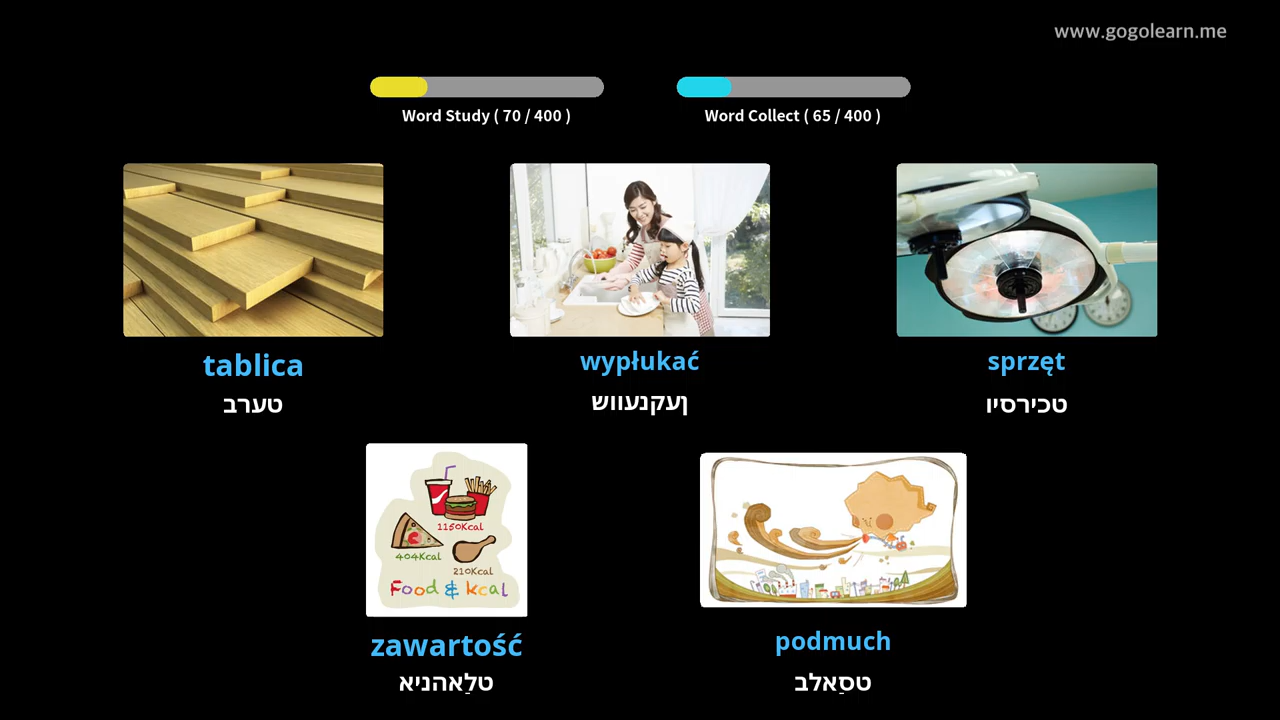 www.gogolearn.me
Word Study ( 70 / 400 )
Word Collect ( 65 / 400 )
tablica
טערב
wypłukać
ןעקנעווש
sprzęt
טכירסיו
1150Kcal
404Kcal
210Kcal
Food & kcal
zawartość
טלַאהניא
podmuch
טסַאלב